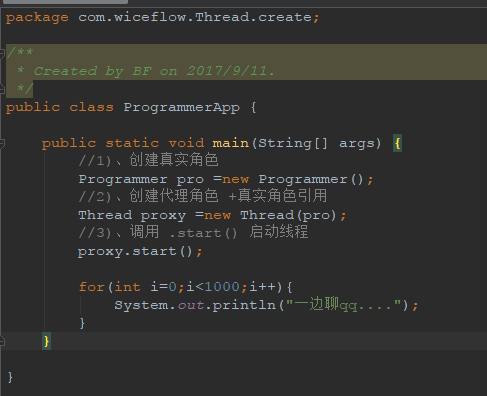 package com.wiceflow.Thread.create;
/**
 * Created by BF on 2017/9/11.
 */
public class ProgrammerApp {
public static void main(String[] args) {
//1)、创建真实角色
Programmer pro =new Programmer();
//2)、创建代理角色 +真实角色引用
Thread proxy =new Thread(pro);
//3)、调用 .start() 启动线程
proxy.start();
for(int i=0;i<1000;i++){
System.out.println("一边聊qq....");
}
}
}